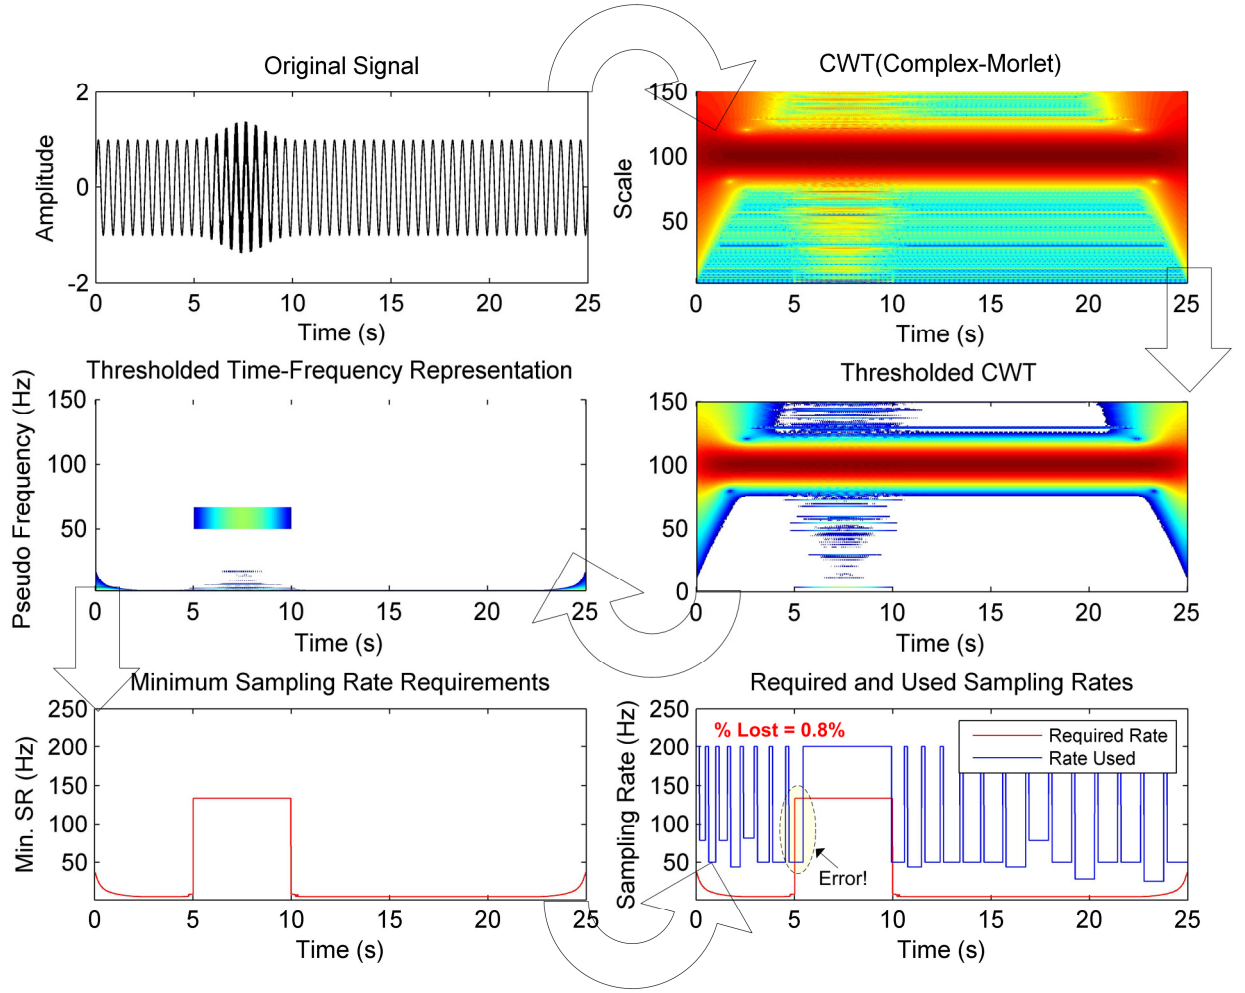 Original Signal
2
1
0
-1
-2
Amplitude
0 5 10 15 20 25
Time (s)
CWT(Complex-Morlet)
150
100
50
Scale
0 5 10 15 20 25
Time (s)
Thresholded Time-Frequency Representation
150
100
50
Pseudo Frequency (Hz)
0 5 10 15 20 25
Time (s)
Thresholded CWT
150
100
50
0
0 5 10 15 20 25
Time (s)
Minimum Sampling Rate Requirements
250
200
150
100
50
Min. SR (Hz)
0 5 10 15 20 25
Time (s)
Required and Used Sampling Rates
250
200
150
100
50
0
Sampling Rate (Hz)
% Lost = 0.8%
Required Rate
Rate Used
Error!
0 5 10 15 20 25
Time (s)